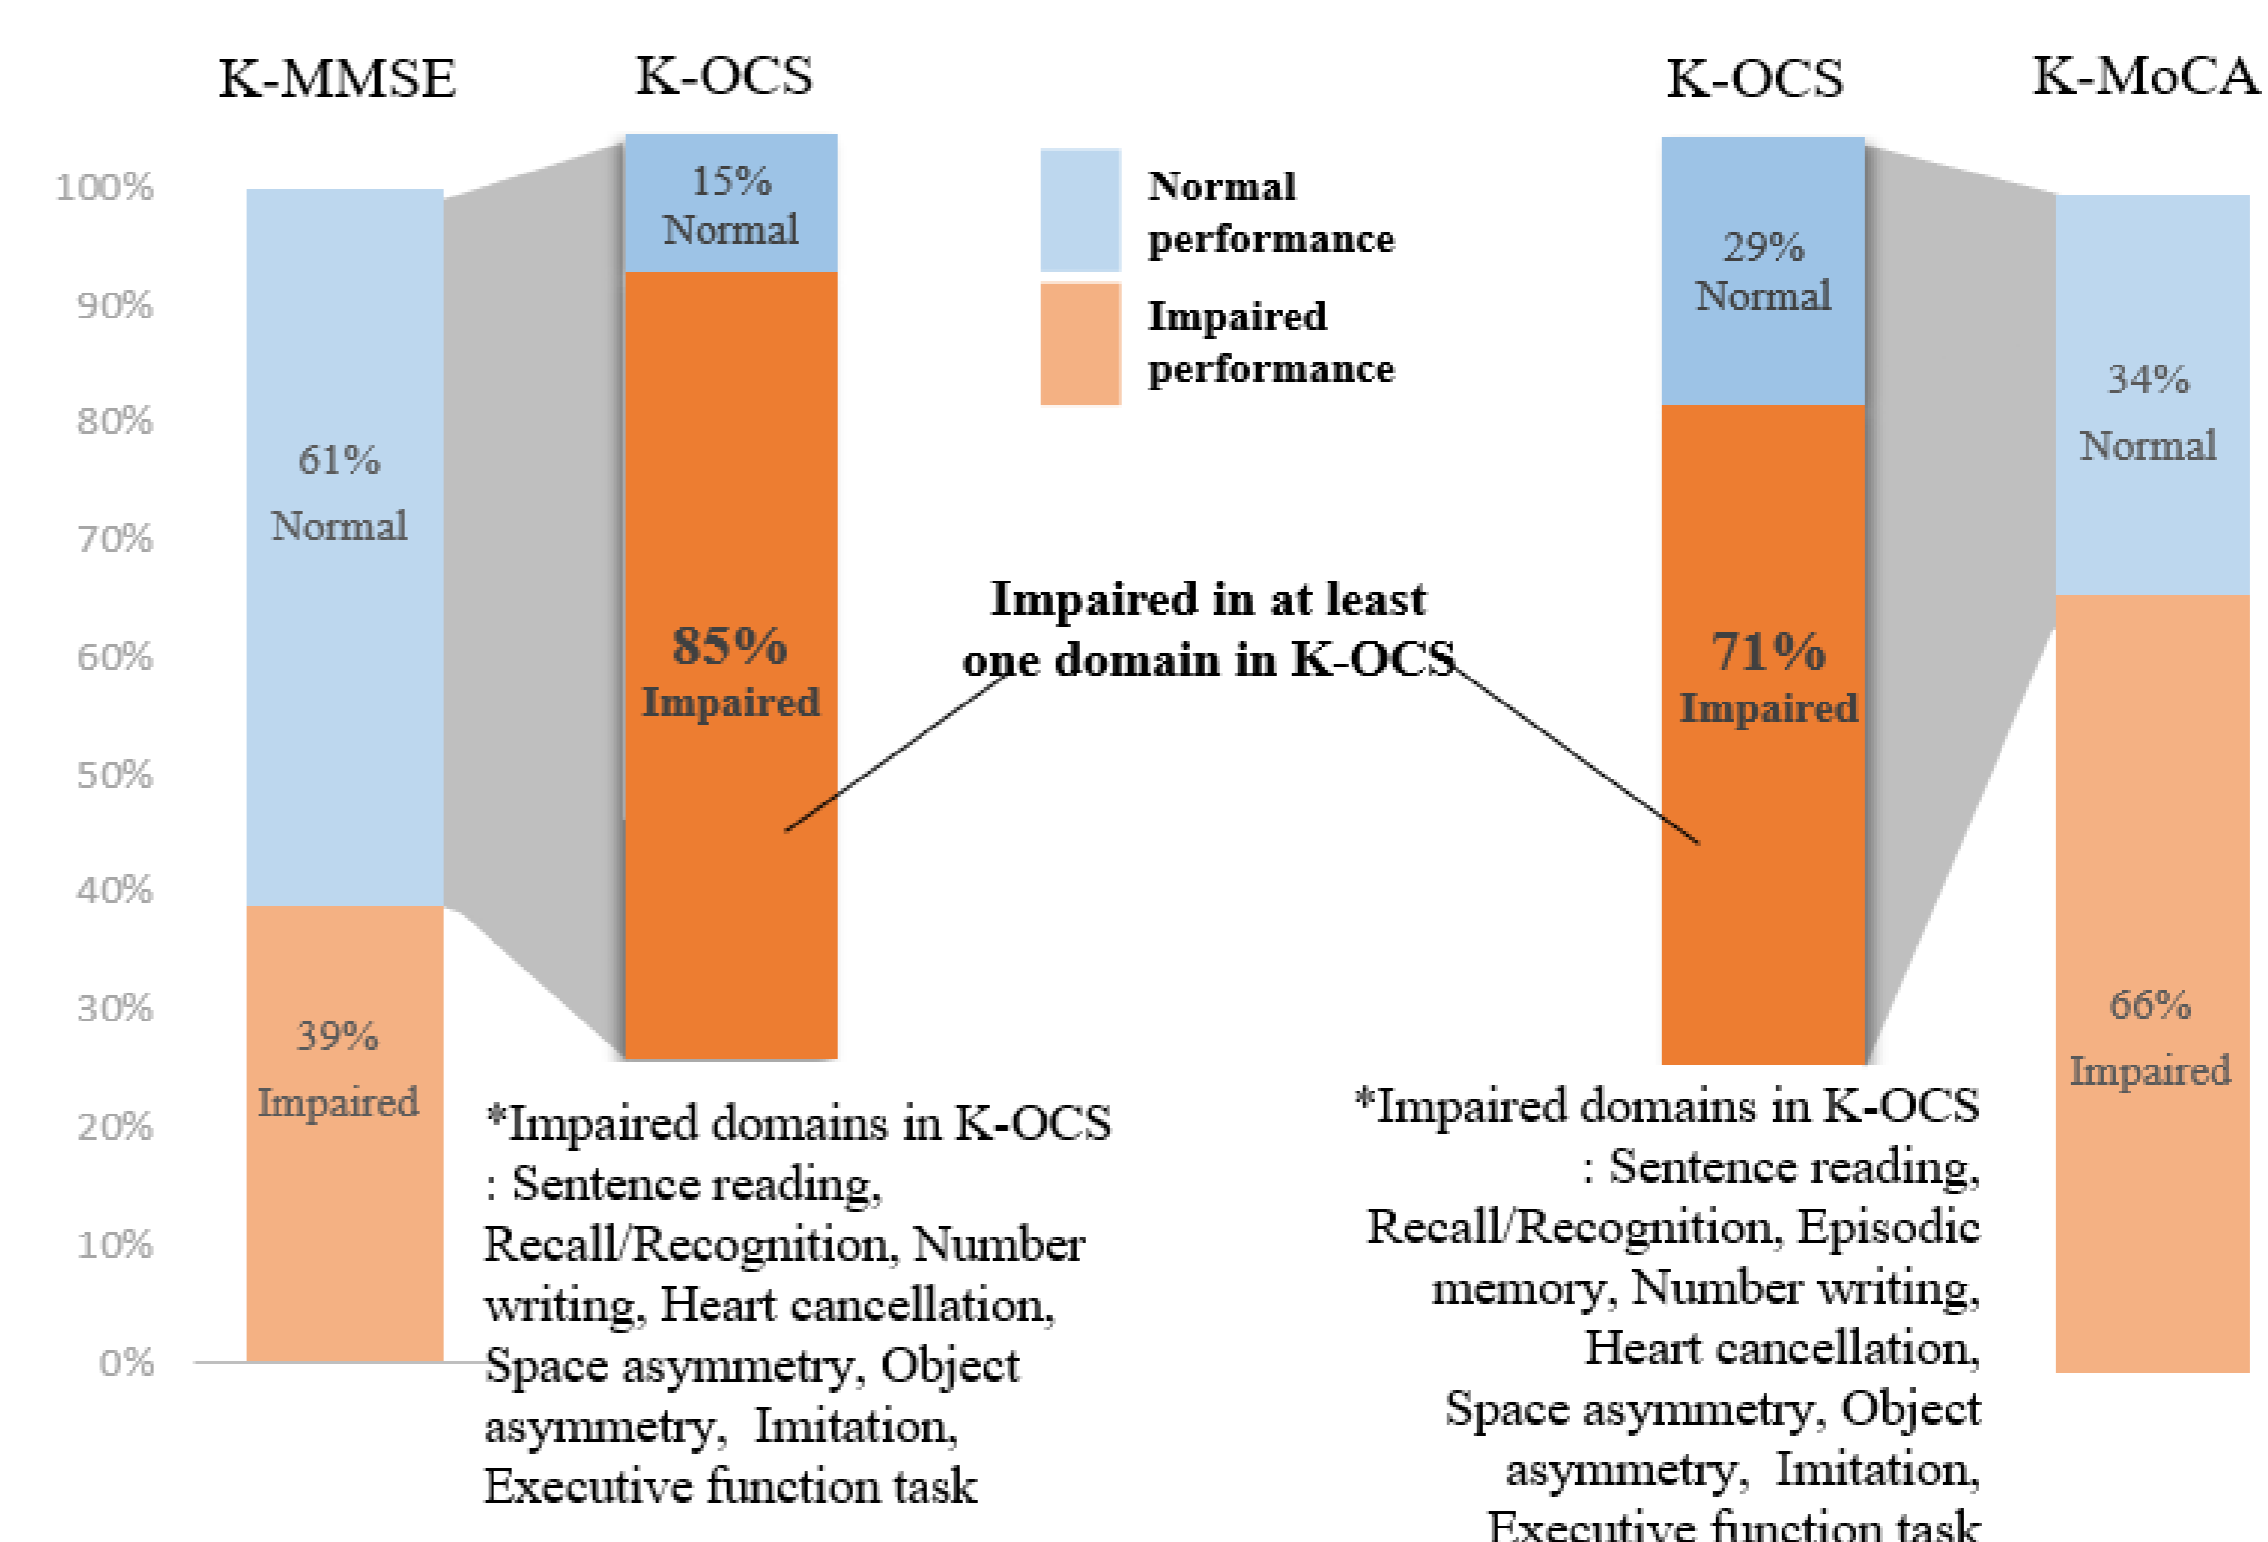 K-MMSE
K-OCS
K-OCS
K-MoCA
100%
90%
80%
70%
60%
50%
40%
30%
20%
10%
0%
61%
Normal
39%
Impaired
15%
Normal
85%
Impaired
Normal
performance
Impaired
performance
Impaired in at least
one domain in K-OCS
29%
Normal
71%
Impaired
34%
Normal
66%
Impaired
*Impaired domains in K-OCS
: Sentence reading,
Recall/Recognition, Number
writing, Heart cancellation,
Space asymmetry, Object
asymmetry, Imitation,
Executive function task
*Impaired domains in K-OCS
: Sentence reading,
Recall/Recognition, Episodic
memory, Number writing,
Heart cancellation,
Space asymmetry, Object
asymmetry, Imitation,
Executive function task